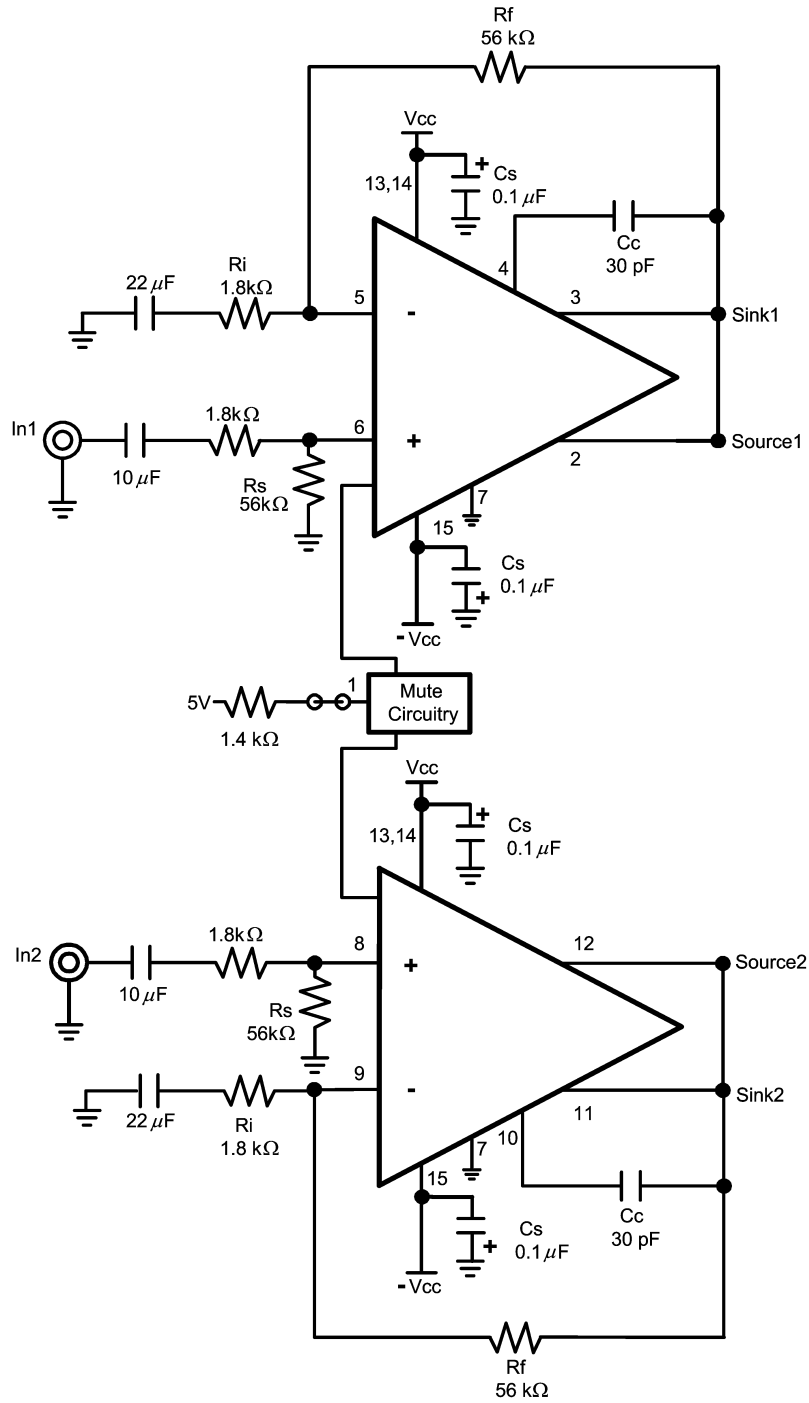 Rf
56 kΩ
Vcc
+
Cs
0.1 μF
13,14
Cc
30 pF
4
22 μF
Ri
1.8kΩ
5
-
3
Sink1
In1
10 μF
1.8kΩ
6
+
2
Source1
Rs
56kΩ
7
15
Cs
0.1 μF
+
-Vcc
5V
1.4 kΩ
1
Mute
Circuitry
Vcc
+
Cs
0.1 μF
13,14
In2
10 μF
1.8kΩ
8
+
12
Source2
Rs
56kΩ
9
-
11
Sink2
22 μF
Ri
1.8 kΩ
10
7
15
Cc
30 pF
Cs
0.1 μF
+
-Vcc
Rf
56 kΩ